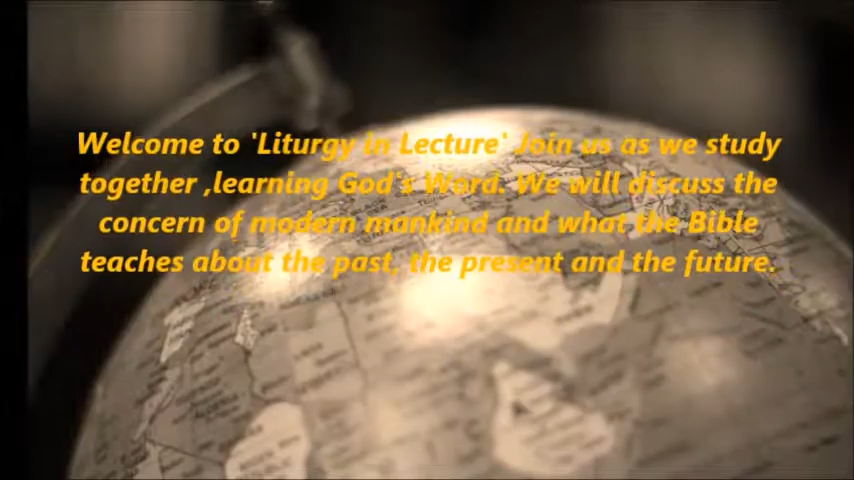 Welcome to 'Liturgy in Lecture' Join us as we study
together ,learning God's Word. We will discuss the
concern of modern mankind and what the Bible
teaches about the past, the present and the future.